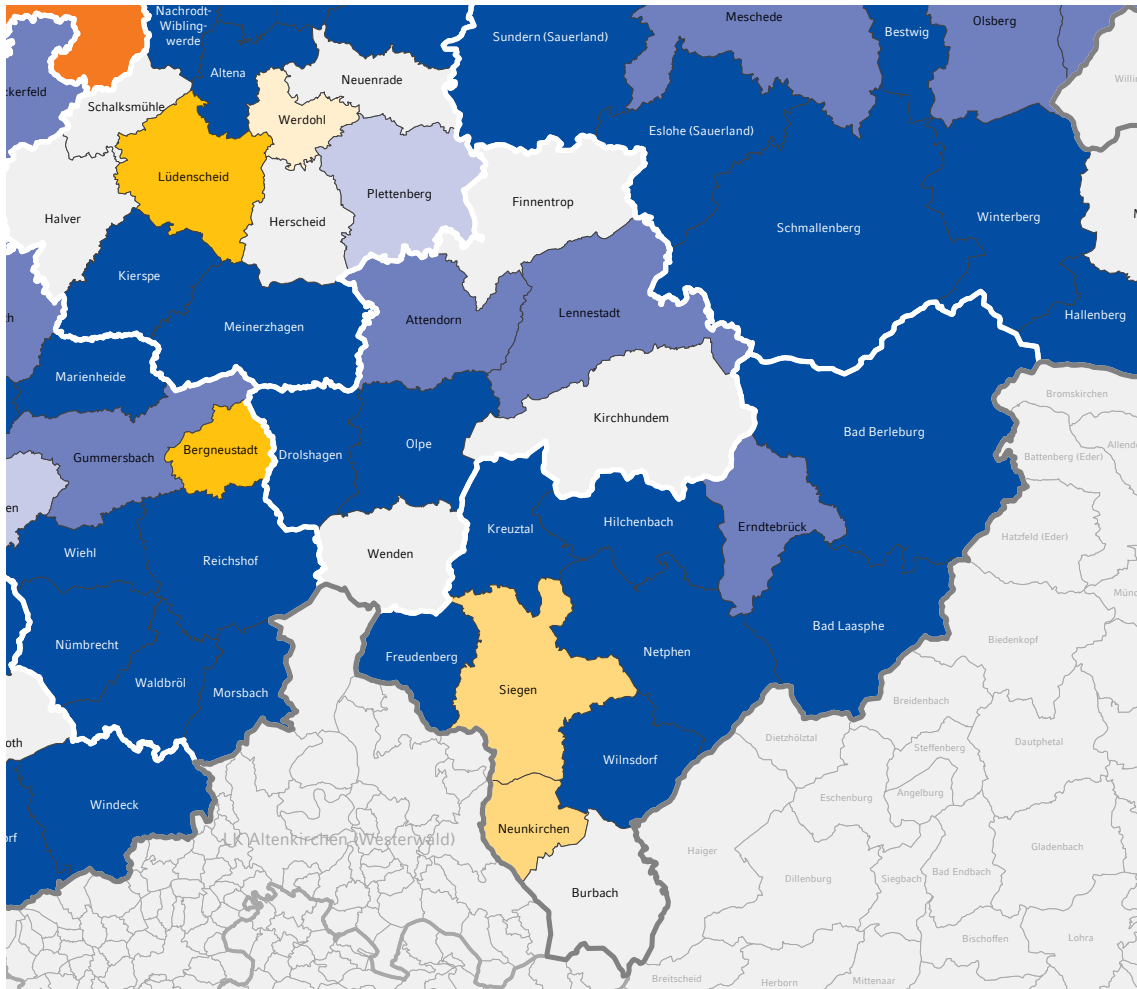 Nachrodt-
Wibling-
werde
Meschede
Olsberg
Bestwig
Sundern (Sauerland)
Altena
Neuenrade
ckerfeld
Schalksmühle
Werdohl
Eslohe (Sauerland)
Lüdenscheid
Plettenberg
Finnentrop
Halver
Herscheid
Schmallenberg
Winterberg
Kierspe
Meinerzhagen
Attendorn
Lennestadt
Hallenberg
Marienheide
Bromskirchen
Kirchhundem
Bad Berleburg
Olpe
Gummersbach
Bergneustadt
Drolshagen
Battenberg (Eder)
en
Kreuztal
Hilchenbach
Erndtebrück
Hatzfeld (Eder)
Wiehl
Reichshof
Wenden
Bad Laasphe
Biedenkopf
Nümbrecht
Freudenberg
Netphen
Waldbröl
Morsbach
Siegen
Breidenbach
oth
Dietzhölztal
Steffenberg
Dautphetal
Wilnsdorf
Windeck
Eschenburg
Angelburg
orf
LK Altenkirchen (Westerwald)
Neunkirchen
Haiger
Gladenbach
Dillenburg
Siegbach
Bad Endbach
Burbach
Bischoffen
Lohra
Breitscheid
Herborn
Mittenaar